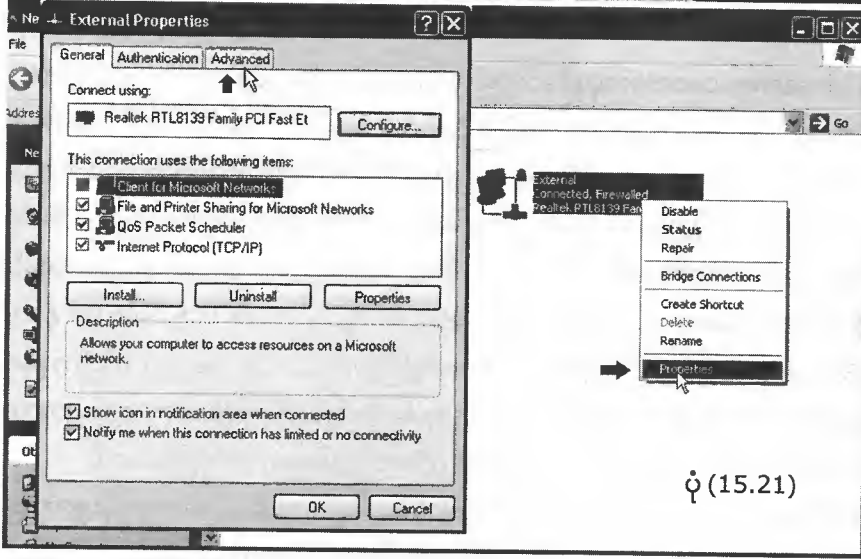 Ne
External Properties
File
General
Authentication
Advanced
Connect using:
Realtek RTL8139 Family PCI Fast Et
Configure...
Address
Go
Ne
This connection uses the following items:
Client for Microsoft Networks
File and Printer Sharing for Microsoft Networks
QoS Packet Scheduler
Internet Protocol (TCP/IP)
Install...
Uninstall
Properties
Description
Allows your computer to access resources on a Microsoft
network.
Show icon in notification area when connected
Notify me when this connection has limited or no connectivity
Ot
OK
Cancel
External
Connected, Firewalled
Realtek RTL8139 Fam
Disable
Status
Repair
Bridge Connections
Create Shortcut
Delete
Rename
Properties
(15.21)